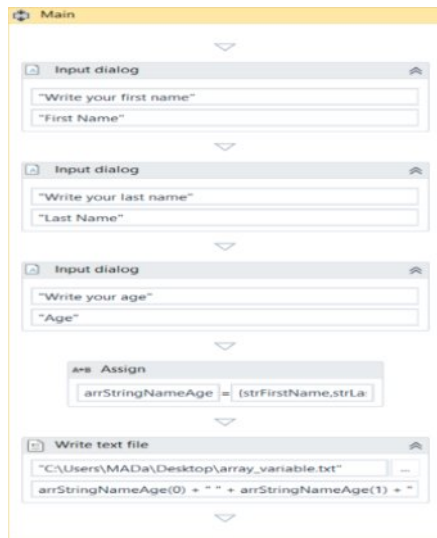 Main
Input dialog
"Write your first name"
"First Name"
Input dialog
"Write your last name"
"Last Name"
Input dialog
"Write your age"
"Age"
A+B Assign
arrStringNameAge = {strFirstName,strLa
Write text file
"C:\Users\MADa\Desktop\array_variable.txt" ...
arrStringNameAge(0) + " " + arrStringNameAge(1) + "